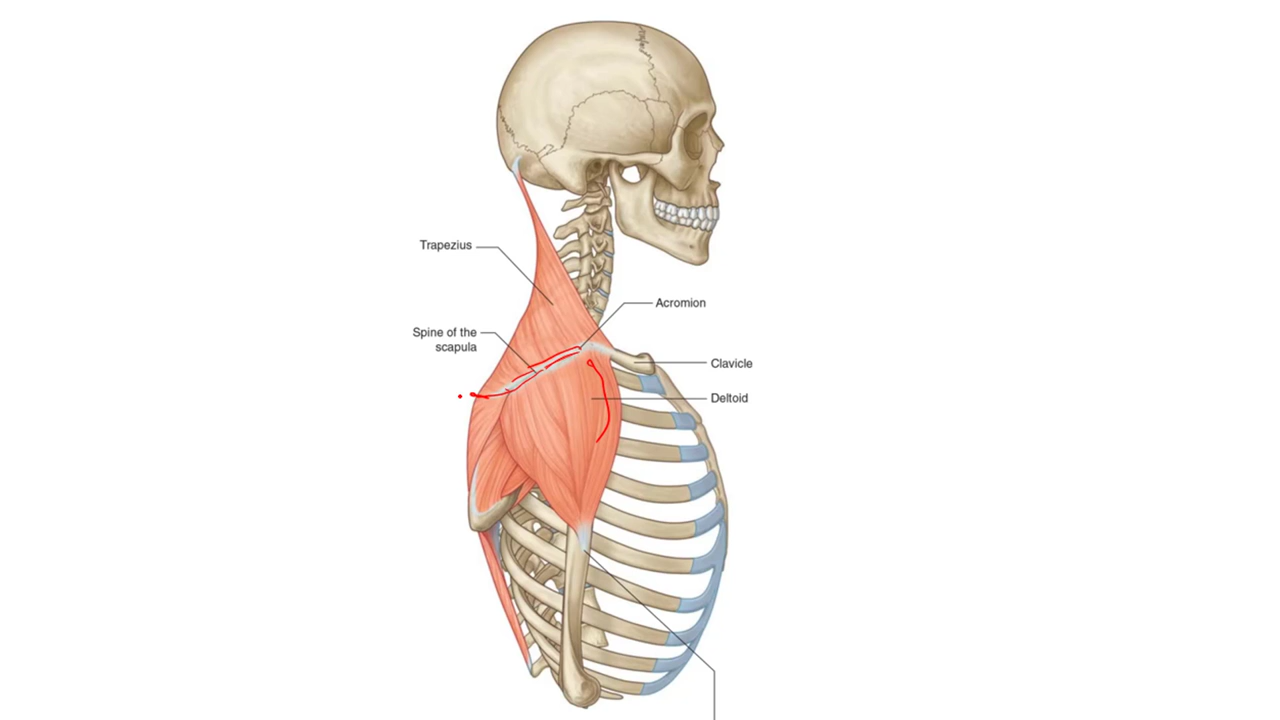 Trapezius
Acromion
Spine of the
scapula
Clavicle
Deltoid